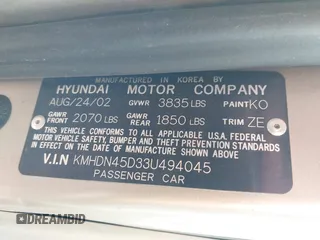 MANUFACTURED IN KOREA BY
HYUNDAI MOTOR COMPANY
AUG/24/02 GVWR 3835 LBS PAINT KO
GAWR FRONT 2070 LBS GAWR REAR 1850 LBS TRIM ZE
THIS VEHICLE CONFORMS TO ALL APPLICABLE U.S.A. FEDERAL
MOTOR VEHICLE SAFETY, BUMPER AND THEFT PREVENTION STANDARDS
IN EFFECT ON THE DATE OF MANUFACTURE SHOWN ABOVE
V.I.N KMHDN45D33U494045
PASSENGER CAR
DREAMBID